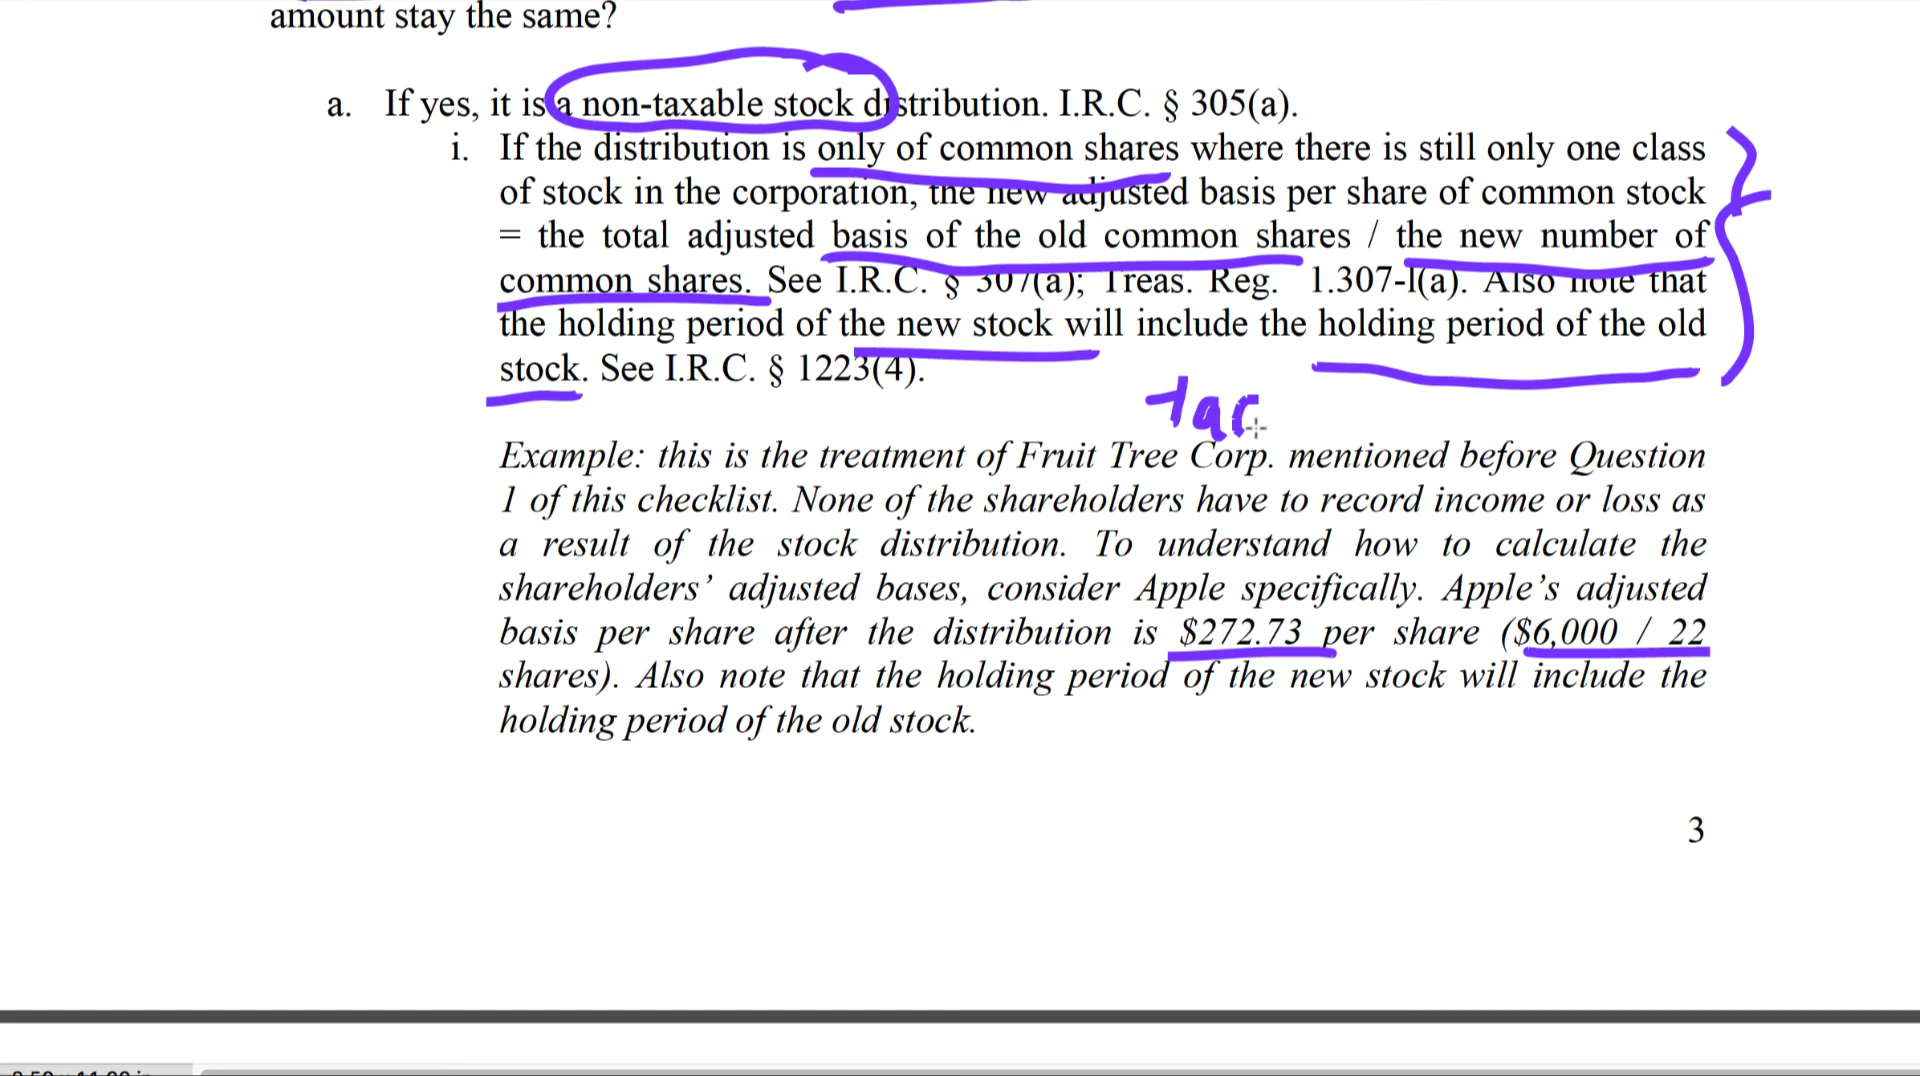 amount stay the same?
a. If yes, it is a non-taxable stock distribution. I.R.C. § 305(a).
i. If the distribution is only of common shares where there is still only one class
of stock in the corporation, the new adjusted basis per share of common stock
= the total adjusted basis of the old common shares / the new number of
common shares. See I.R.C. § 307(a); Treas. Reg. 1.307-1(a). Also note that
the holding period of the new stock will include the holding period of the old
stock. See I.R.C. § 1223(4).
Example: this is the treatment of Fruit Tree Corp. mentioned before Question
1 of this checklist. None of the shareholders have to record income or loss as
a result of the stock distribution. To understand how to calculate the
shareholders’ adjusted bases, consider Apple specifically. Apple’s adjusted
basis per share after the distribution is $272.73 per share ($6,000 / 22
shares). Also note that the holding period of the new stock will include the
holding period of the old stock.
3